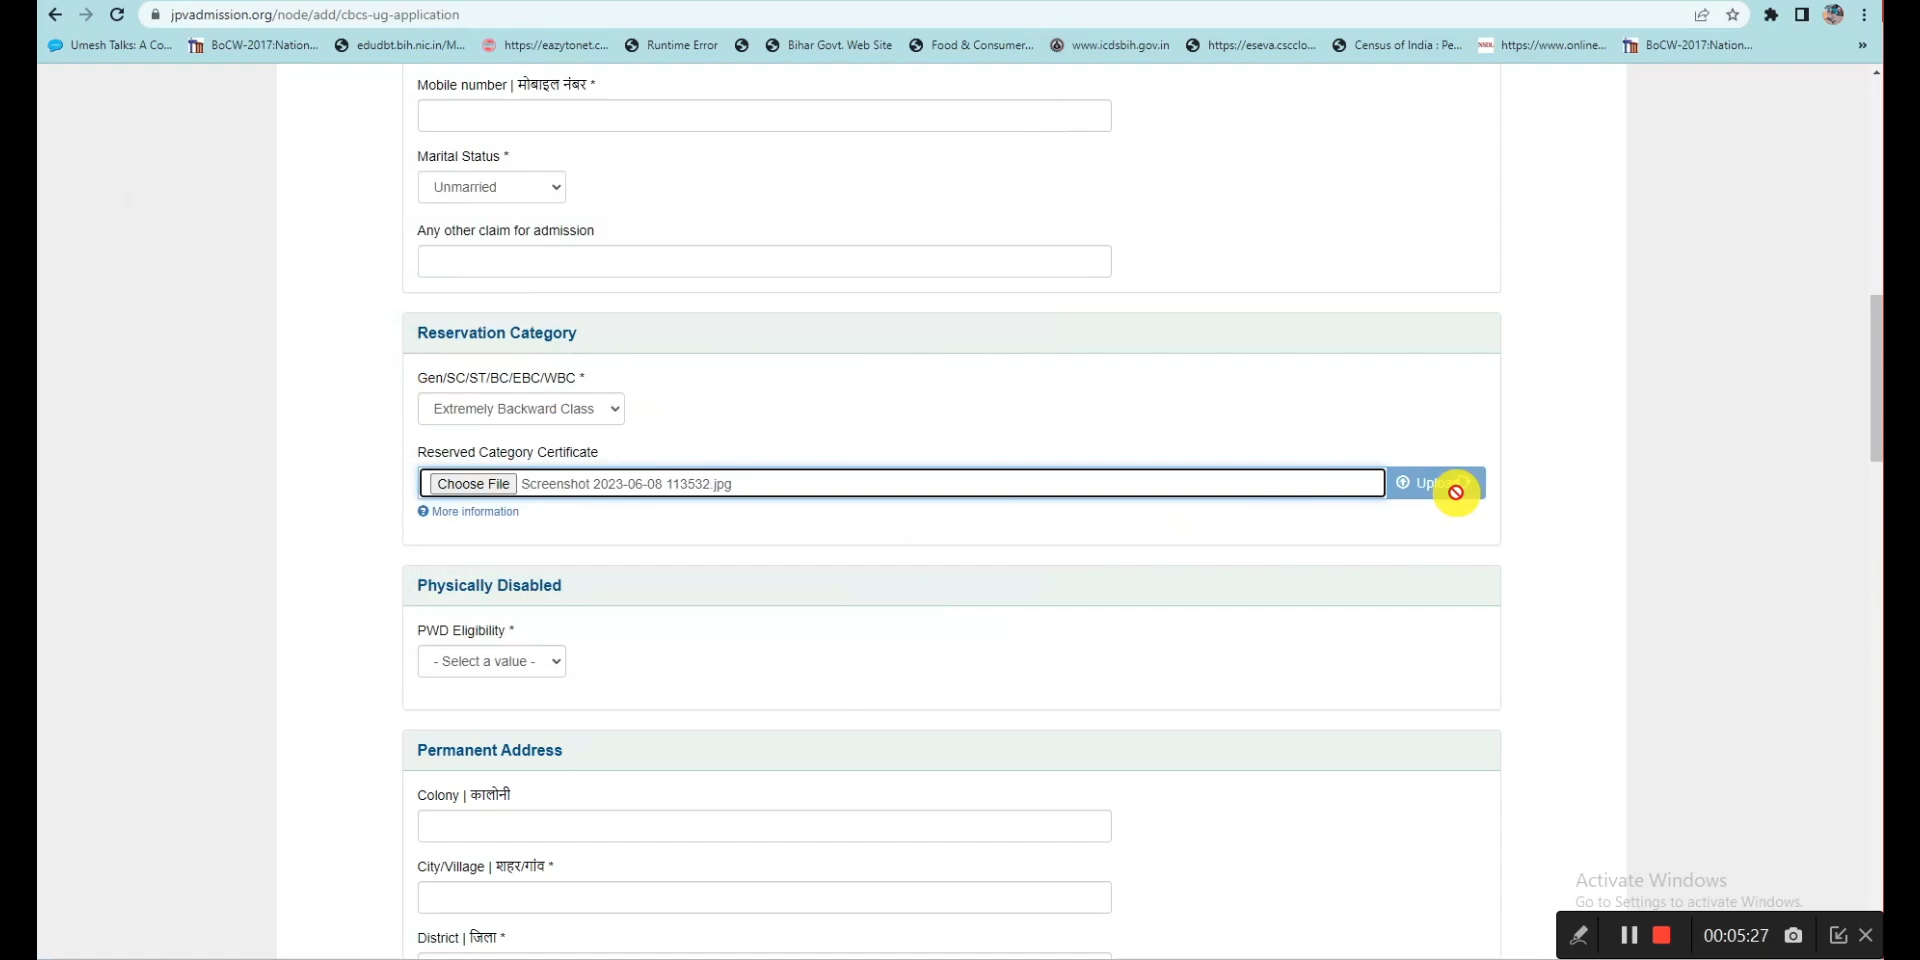 jpvadmission.org/node/add/cbcs-ug-application
Umesh Talks: A Co... BoCW-2017:Nation... edudbt.bih.nic.in/M... https://eazytonet.c... Runtime Error Bihar Govt. Web Site Food & Consumer... www.icdsbih.gov.in https://eseva.cscclo... Census of India : Pe... NSDL https://www.online... BoCW-2017:Nation... »
Mobile number | मोबाइल नंबर *
Marital Status *
Unmarried
Any other claim for admission
Reservation Category
Gen/SC/ST/BC/EBC/WBC *
Extremely Backward Class
Reserved Category Certificate
Choose File Screenshot 2023-06-08 113532.jpg
More information
Physically Disabled
PWD Eligibility *
- Select a value -
Permanent Address
Colony | कालोनी
City/Village | शहर/गांव *
District | जिला *
Activate Windows
Go to Settings to activate Windows.
00:05:27